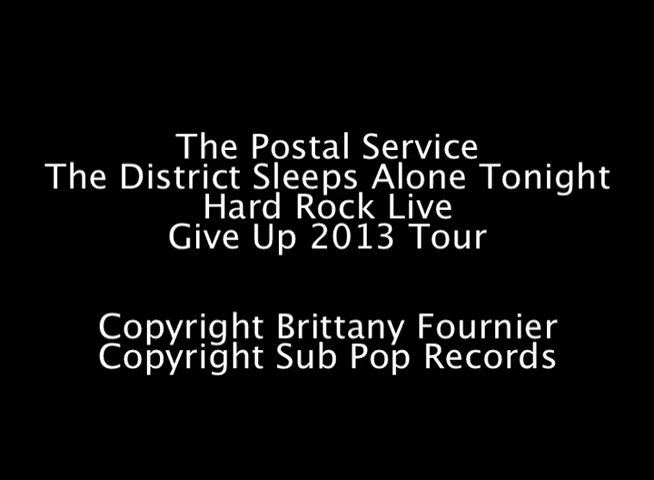 The Postal Service
The District Sleeps Alone Tonight
Hard Rock Live
Give Up 2013 Tour
Copyright Brittany Fournier
Copyright Sub Pop Records